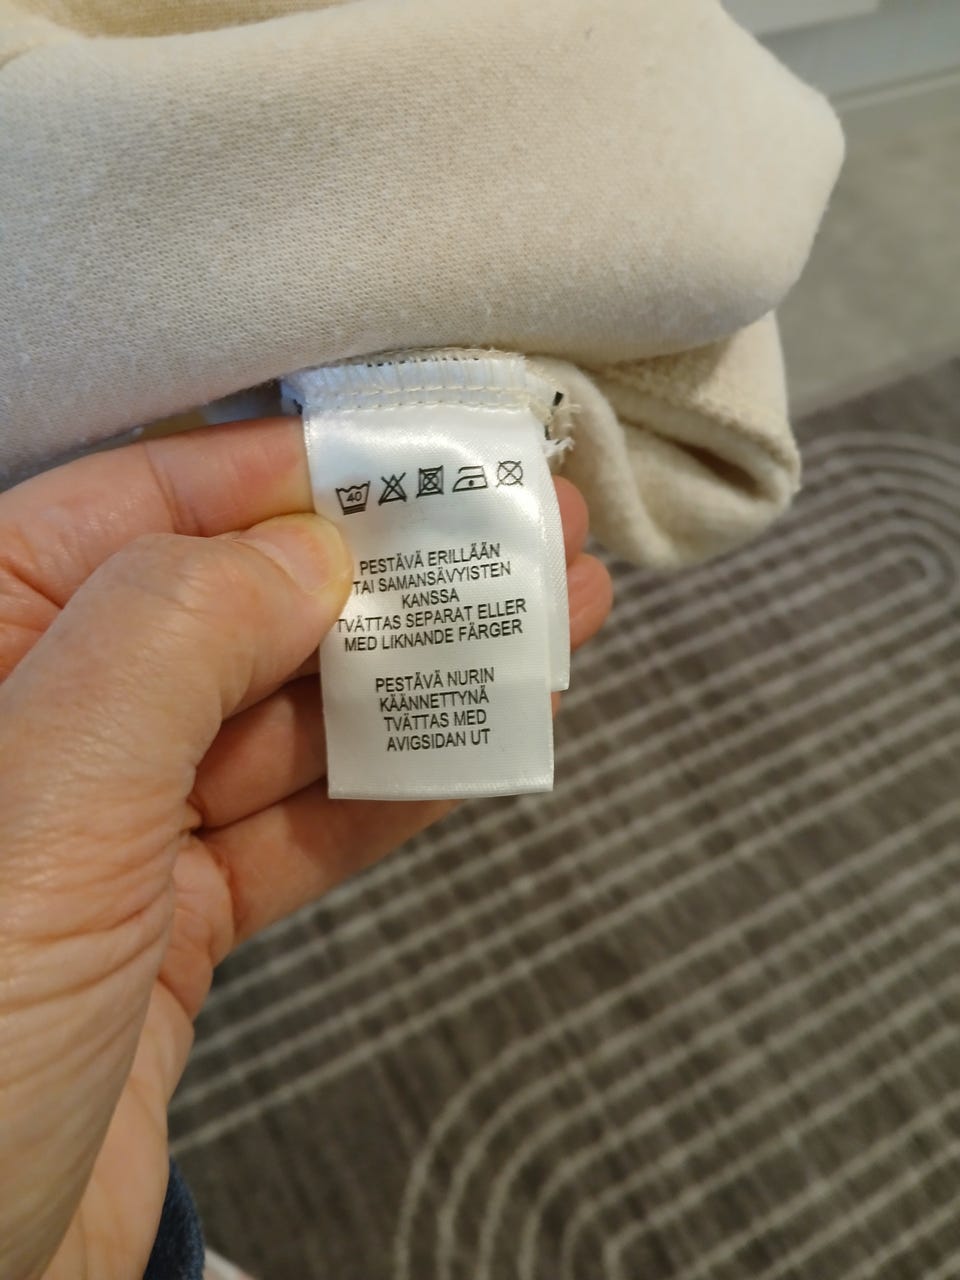 40
PESTÄVÄ ERILLÄÄN
TAI SAMANSÄVYISTEN
KANSSA
TVÄTTAS SEPARAT ELLER
MED LIKNANDE FÄRGER
PESTÄVÄ NURIN
KÄÄNNETTYNÄ
TVÄTTAS MED
AVIGSIDAN UT